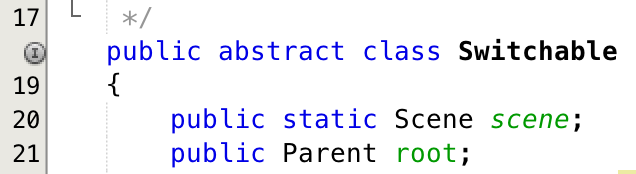 17 */
public abstract class Switchable
19 {
20 public static Scene scene;
21 public Parent root;